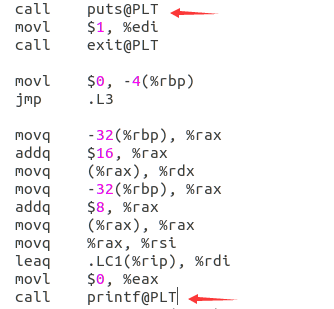 call puts@PLT
movl $1, %edi
call exit@PLT
movl $0, -4(%rbp)
jmp .L3
movq -32(%rbp), %rax
addq $16, %rax
movq (%rax), %rdx
movq -32(%rbp), %rax
addq $8, %rax
movq (%rax), %rax
movq %rax, %rsi
leaq .LC1(%rip), %rdi
movl $0, %eax
call printf@PLT